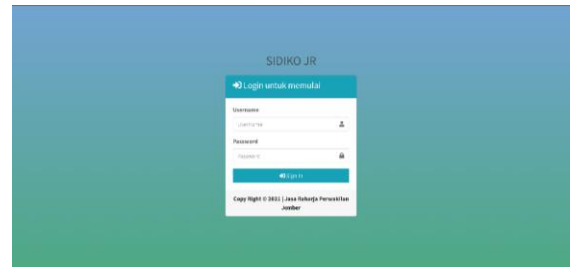 SIDIKO JR
Login untuk memulai
Username
Username
Password
Password
Sign In
Copy Right © 2021 | Jasa Raharja Perwakilan
Jember